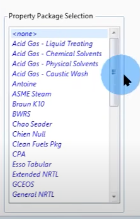 Property Package Selection
<none>
Acid Gas - Liquid Treating
Acid Gas - Chemical Solvents
Acid Gas - Physical Solvents
Acid Gas - Caustic Wash
Antoine
ASME Steam
Braun K10
BWRS
Chao Seader
Chien Null
Clean Fuels Pkg
CPA
Esso Tabular
Extended NRTL
GCEOS
General NRTL